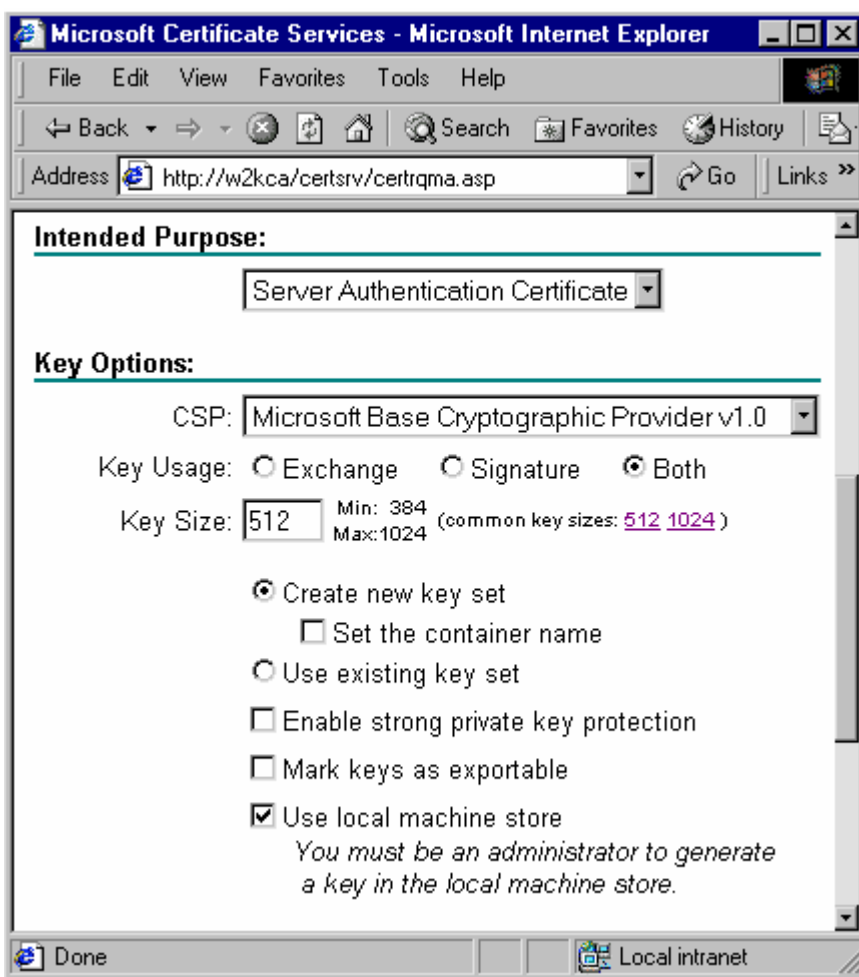 Microsoft Certificate Services - Microsoft Internet Explorer
File Edit View Favorites Tools Help
Back Search Favorites History
Address http://w2kca/certsrv/certrqma.asp Go Links »
Intended Purpose:
Server Authentication Certificate
Key Options:
CSP: Microsoft Base Cryptographic Provider v1.0
Key Usage: Exchange Signature Both
Key Size: 512 Min: 384 Max:1024 (common key sizes: 512 1024 )
Create new key set
Set the container name
Use existing key set
Enable strong private key protection
Mark keys as exportable
Use local machine store
You must be an administrator to generate
a key in the local machine store.
Done Local intranet